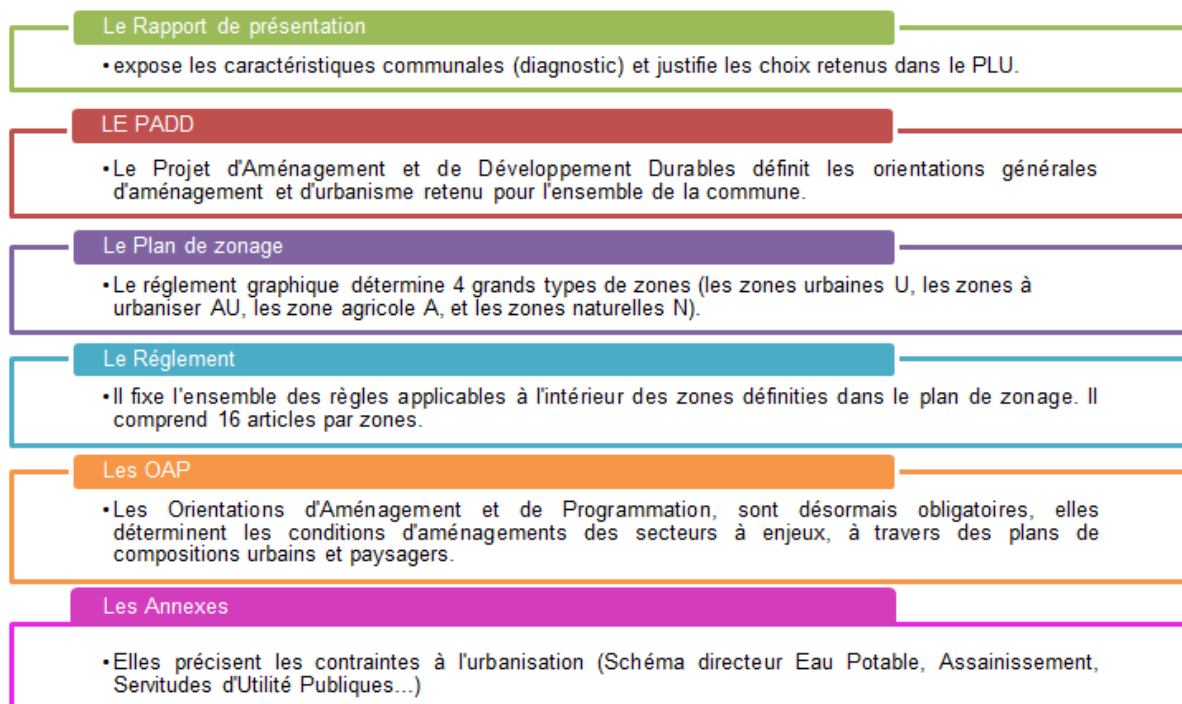 Le Rapport de présentation
• expose les caractéristiques communales (diagnostic) et justifie les choix retenus dans le PLU.
LE PADD
• Le Projet d'Aménagement et de Développement Durables définit les orientations générales
d'aménagement et d'urbanisme retenu pour l'ensemble de la commune.
Le Plan de zonage
• Le réglement graphique détermine 4 grands types de zones (les zones urbaines U, les zones à
urbaniser AU, les zone agricole A, et les zones naturelles N).
Le Réglement
• Il fixe l'ensemble des règles applicables à l'intérieur des zones définities dans le plan de zonage. Il
comprend 16 articles par zones.
Les OAP
• Les Orientations d'Aménagement et de Programmation, sont désormais obligatoires, elles
déterminent les conditions d'aménagements des secteurs à enjeux, à travers des plans de
compositions urbains et paysagers.
Les Annexes
• Elles précisent les contraintes à l'urbanisation (Schéma directeur Eau Potable, Assainissement,
Servitudes d'Utilité Publiques...)